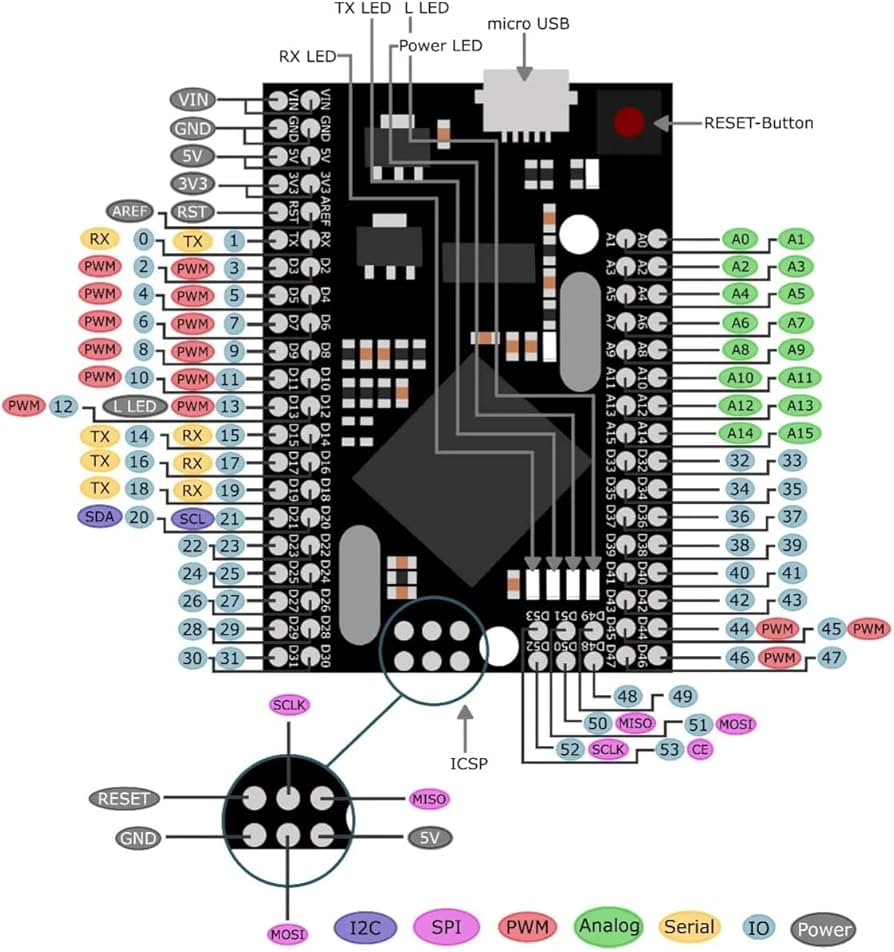 TX LED L LED
micro USB
Power LED
RX LED
RESET-Button
VIN VIN VIN
GND GND GND
5V 5V 5V
3V3 3V3 3V3
AREF RST RST AREF
RX 0 TX 1 TX RX A1 A0 A0 A1
PWM 2 PWM 3 D3 D2 A3 A2 A2 A3
PWM 4 PWM 5 D5 D4 A5 A4 A4 A5
PWM 6 PWM 7 D7 D6 A7 A6 A6 A7
PWM 8 PWM 9 D9 D8 A9 A8 A8 A9
PWM 10 PWM 11 D11 D10 A11 A10 A10 A11
PWM 12 L LED PWM 13 D13 D12 A13 A12 A12 A13
TX 14 RX 15 D15 D14 A15 A14 A14 A15
TX 16 RX 17 D17 D16 D33 D32 32 33
TX 18 RX 19 D19 D18 D35 D34 34 35
SDA 20 SCL 21 D21 D20 D37 D36 36 37
22 23 D23 D22 D39 D38 38 39
24 25 D25 D24 D41 D40 40 41
26 27 D27 D26 D43 D42 42 43
28 29 D29 D28 D53 D51 D49 D45 D44 44 PWM 45 PWM
30 31 D31 D30 D52 D50 D48 D47 D46 46 PWM 47
48 49
50 MISO 51 MOSI
52 SCLK 53 CE
SCLK
ICSP
RESET MISO
GND 5V
MOSI
I2C SPI PWM Analog Serial IO Power